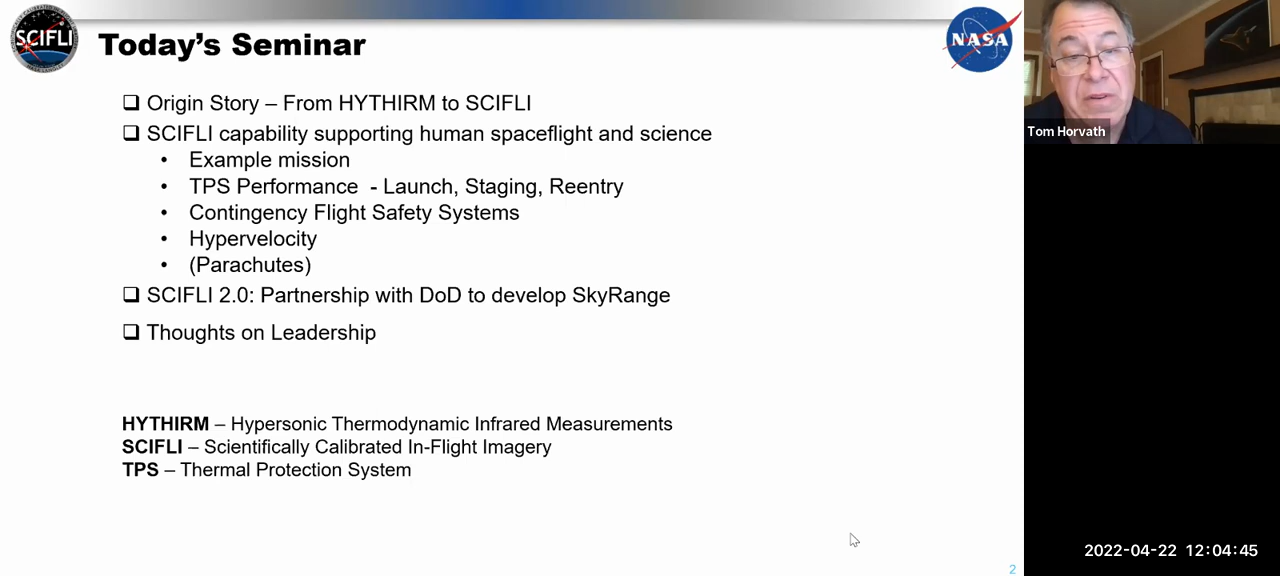 SCIFLI
Today's Seminar
NASA
❑ Origin Story – From HYTHIRM to SCIFLI
❑ SCIFLI capability supporting human spaceflight and science
• Example mission
• TPS Performance - Launch, Staging, Reentry
• Contingency Flight Safety Systems
• Hypervelocity
• (Parachutes)
❑ SCIFLI 2.0: Partnership with DoD to develop SkyRange
❑ Thoughts on Leadership
HYTHIRM – Hypersonic Thermodynamic Infrared Measurements
SCIFLI – Scientifically Calibrated In-Flight Imagery
TPS – Thermal Protection System
2
Tom Horvath
2022-04-22 12:04:45